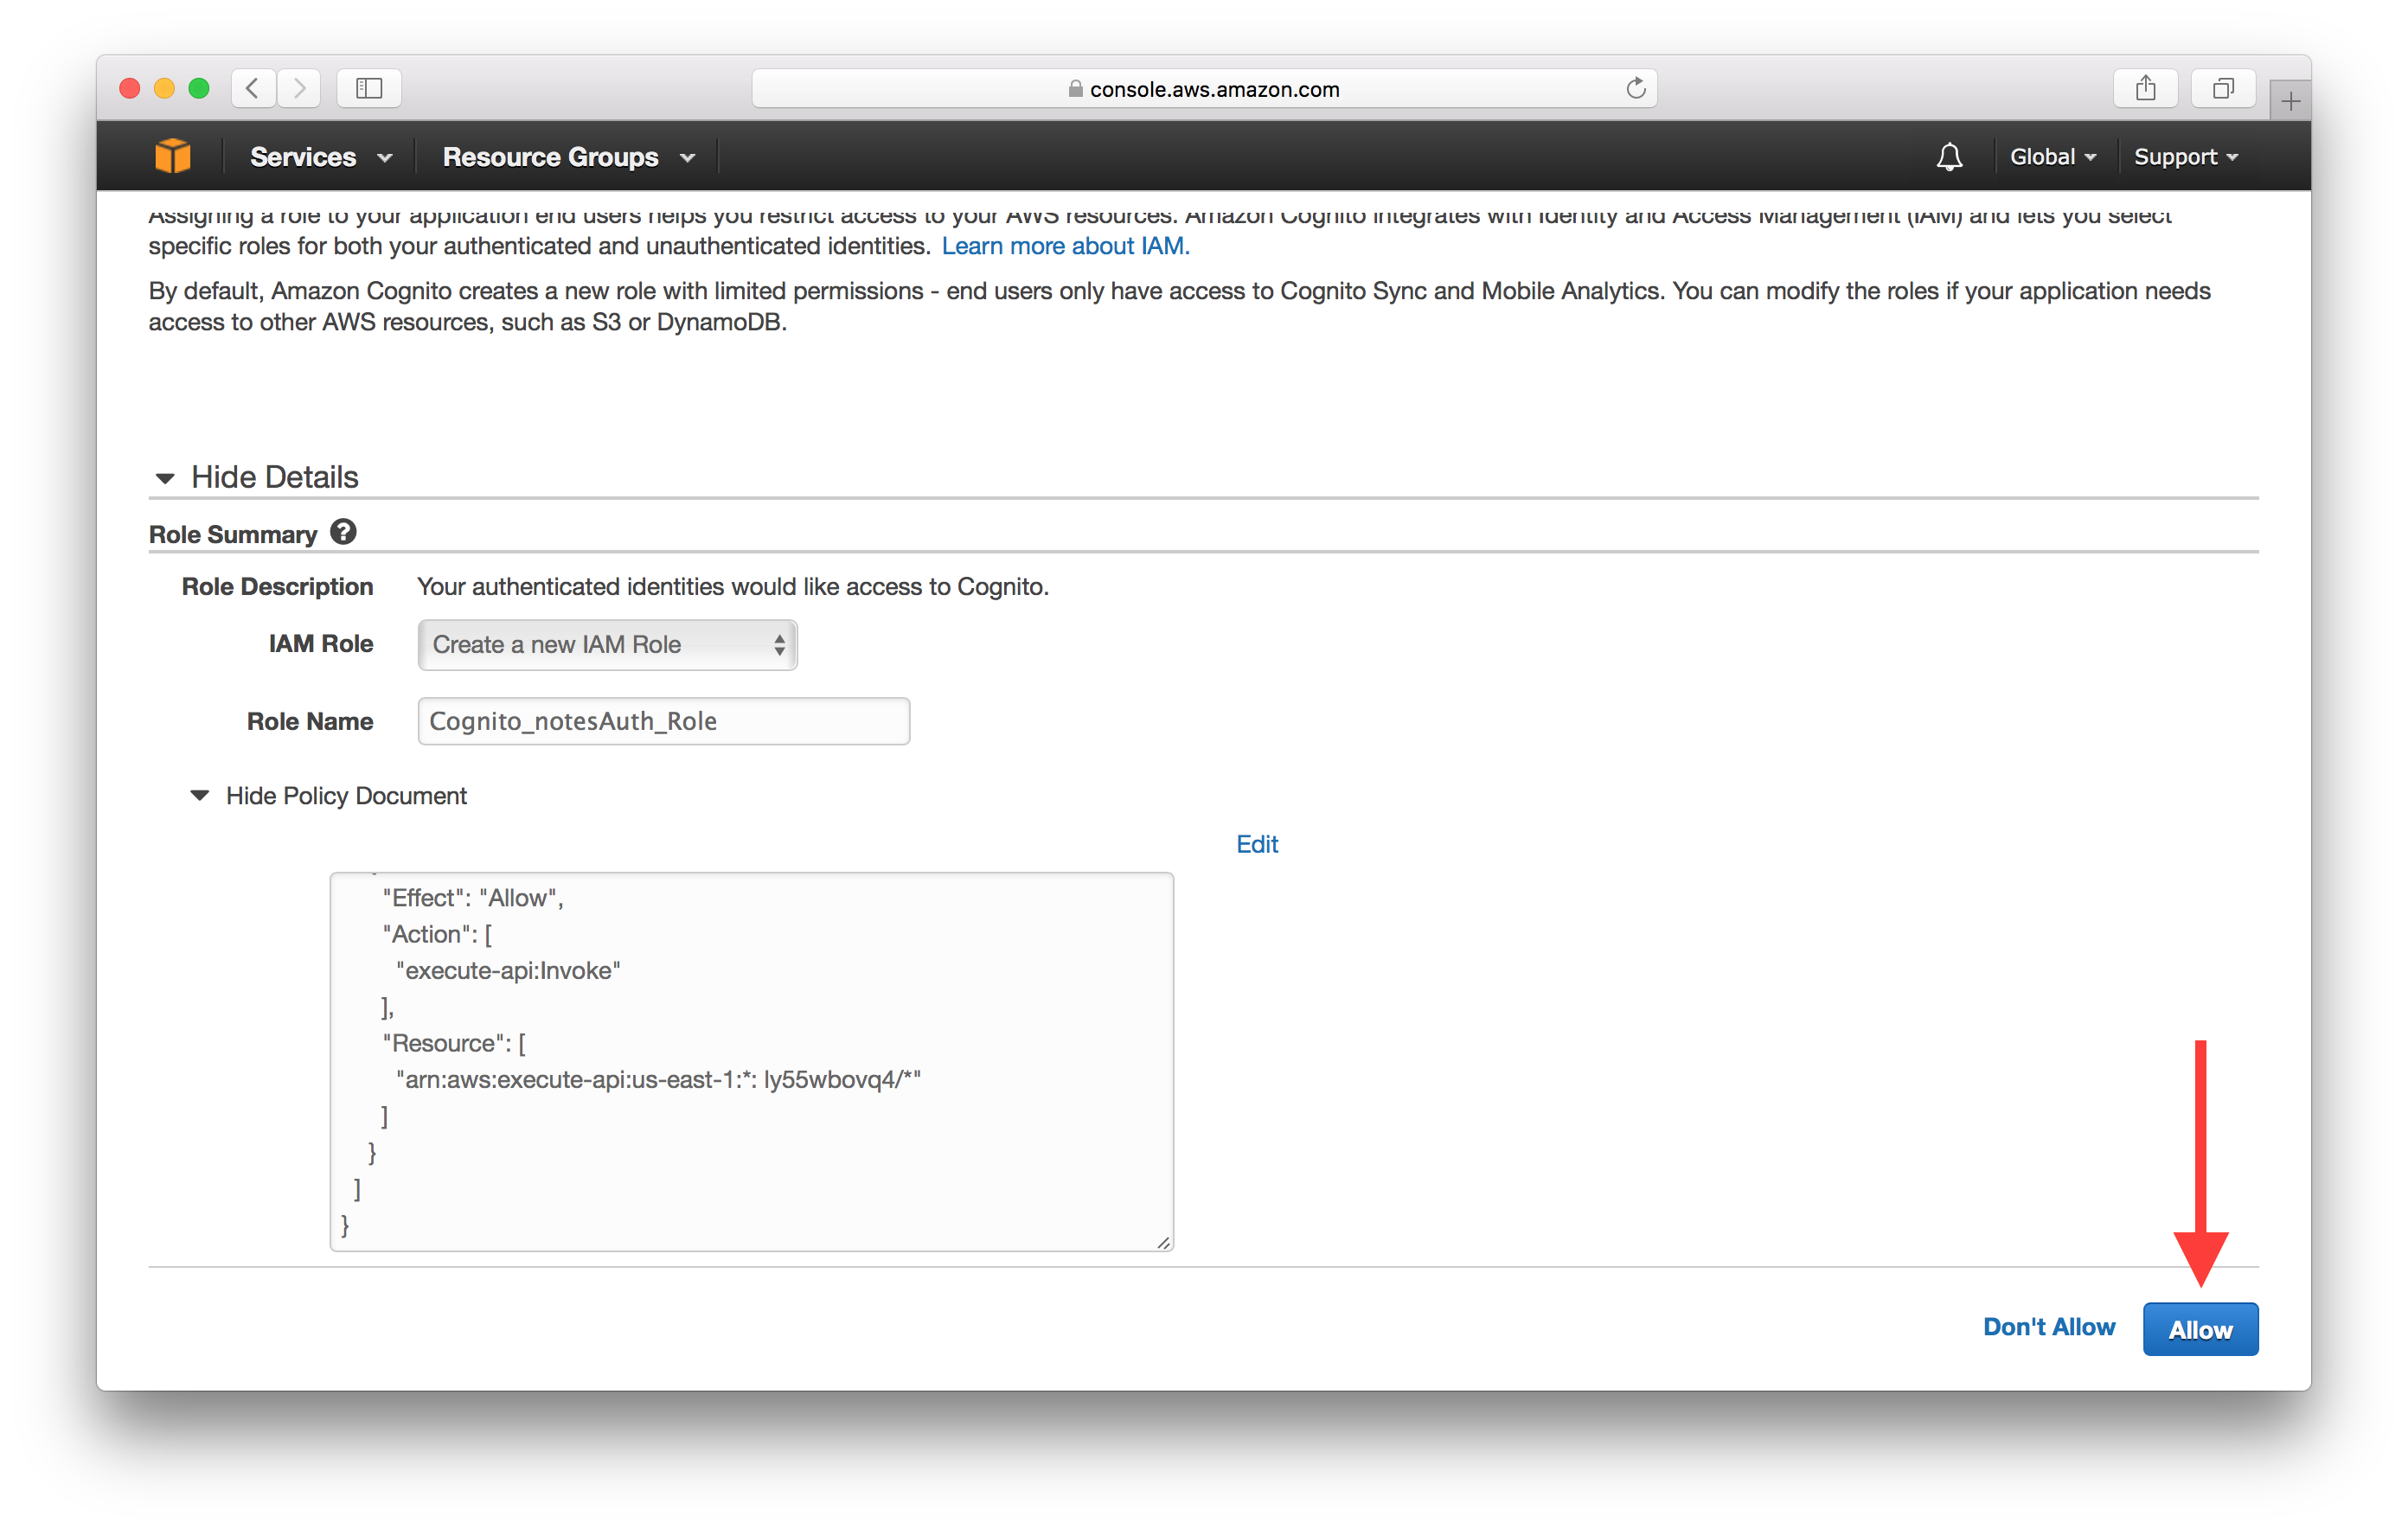 console.aws.amazon.com
Services
Resource Groups
Global
Support
Assigning a role to your application end users helps you restrict access to your AWS resources. Amazon Cognito integrates with Identity and Access Management (IAM) and lets you select
specific roles for both your authenticated and unauthenticated identities. Learn more about IAM.
By default, Amazon Cognito creates a new role with limited permissions - end users only have access to Cognito Sync and Mobile Analytics. You can modify the roles if your application needs
access to other AWS resources, such as S3 or DynamoDB.
Hide Details
Role Summary ?
Role Description Your authenticated identities would like access to Cognito.
IAM Role Create a new IAM Role
Role Name Cognito_notesAuth_Role
Hide Policy Document
Edit
"Effect": "Allow",
"Action": [
"execute-api:Invoke"
],
"Resource": [
"arn:aws:execute-api:us-east-1:*: ly55wbovq4/*"
]
}
]
}
Don't Allow
Allow